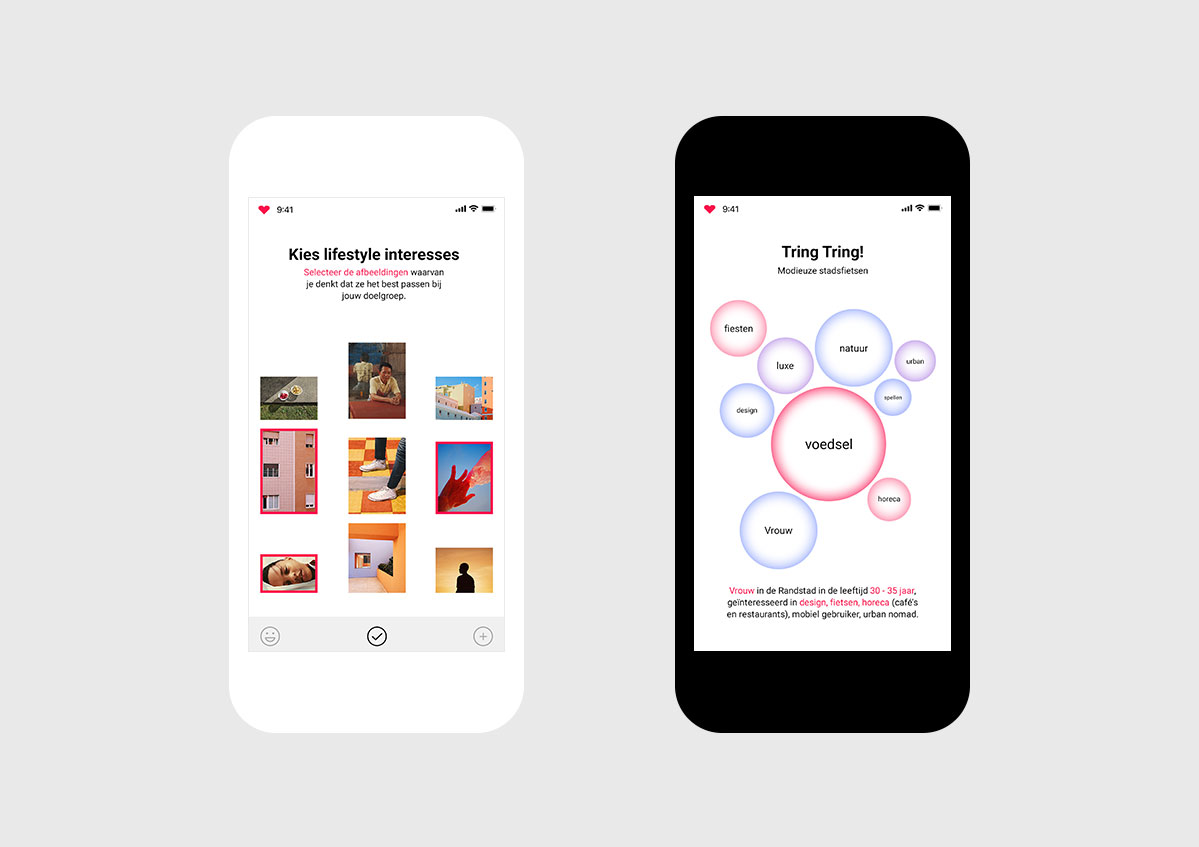 9:41
Kies lifestyle interesses
Selecteer de afbeeldingen waarvan
je denkt dat ze het best passen bij
jouw doelgroep.
9:41
Tring Tring!
Modieuze stadsfietsen
fiesten
natuur
luxe
urban
spellen
design
voedsel
horeca
Vrouw
Vrouw in de Randstad in de leeftijd 30 - 35 jaar,
geïnteresseerd in design, fietsen, horeca (café's
en restaurants), mobiel gebruiker, urban nomad.